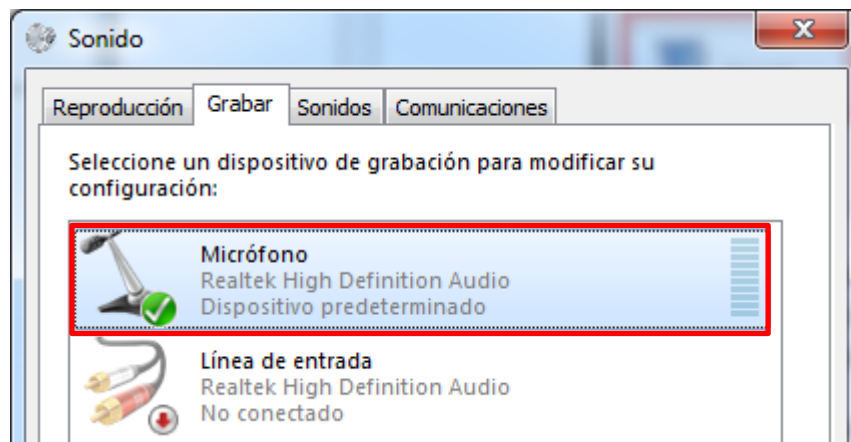 Sonido
Reproducción Grabar Sonidos Comunicaciones
Seleccione un dispositivo de grabación para modificar su
configuración:
Micrófono
Realtek High Definition Audio
Dispositivo predeterminado
Línea de entrada
Realtek High Definition Audio
No conectado